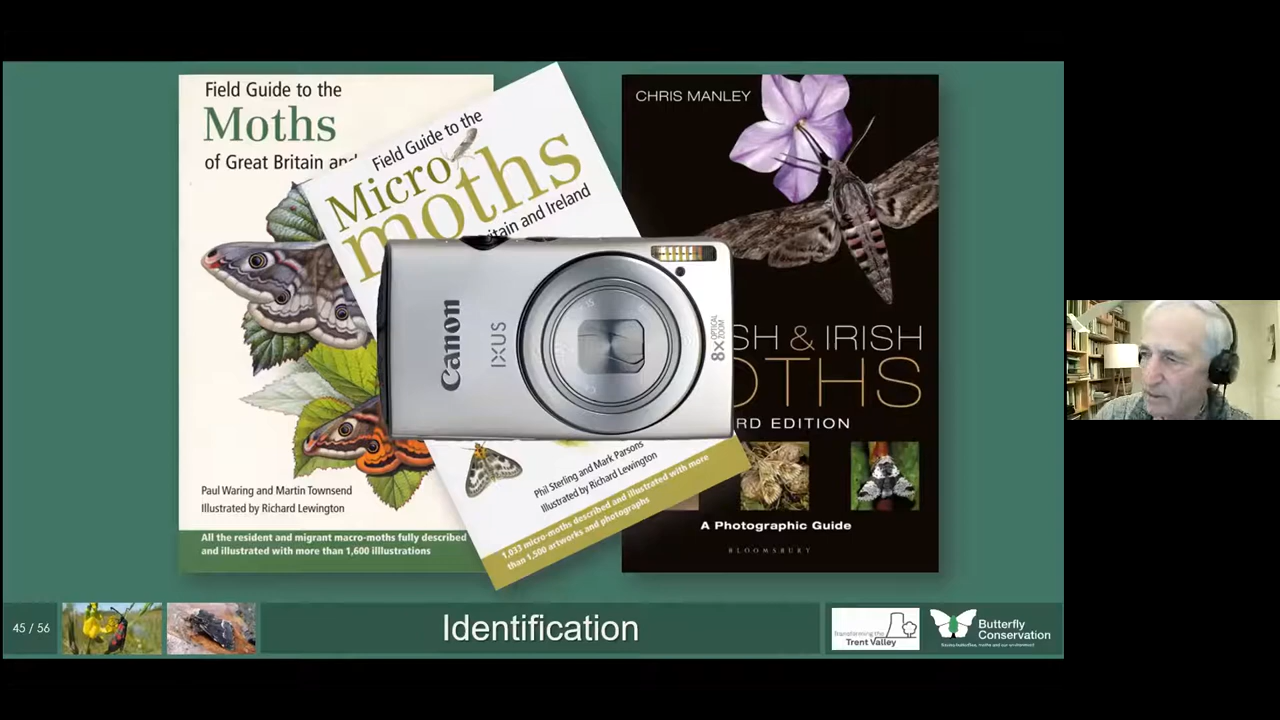 Field Guide to the
Moths
of Great Britain and
Paul Waring and Martin Townsend
Illustrated by Richard Lewington
All the resident and migrant macro-moths fully described
and illustrated with more than 1,600 illlustrations
Field Guide to the
Micro
moths
itain and Ireland
Phil Sterling and Mark Parsons
Illustrated by Richard Lewington
1,033 micro-moths described and illustrated with more
than 1,500 artworks and photographs
Canon
IXUS
8x OPTICAL
ZOOM
CHRIS MANLEY
SH & IRISH
OTHS
RD EDITION
A Photographic Guide
BLOOMSBURY
45 / 56
Identification
Transforming the
Trent Valley
Butterfly
Conservation